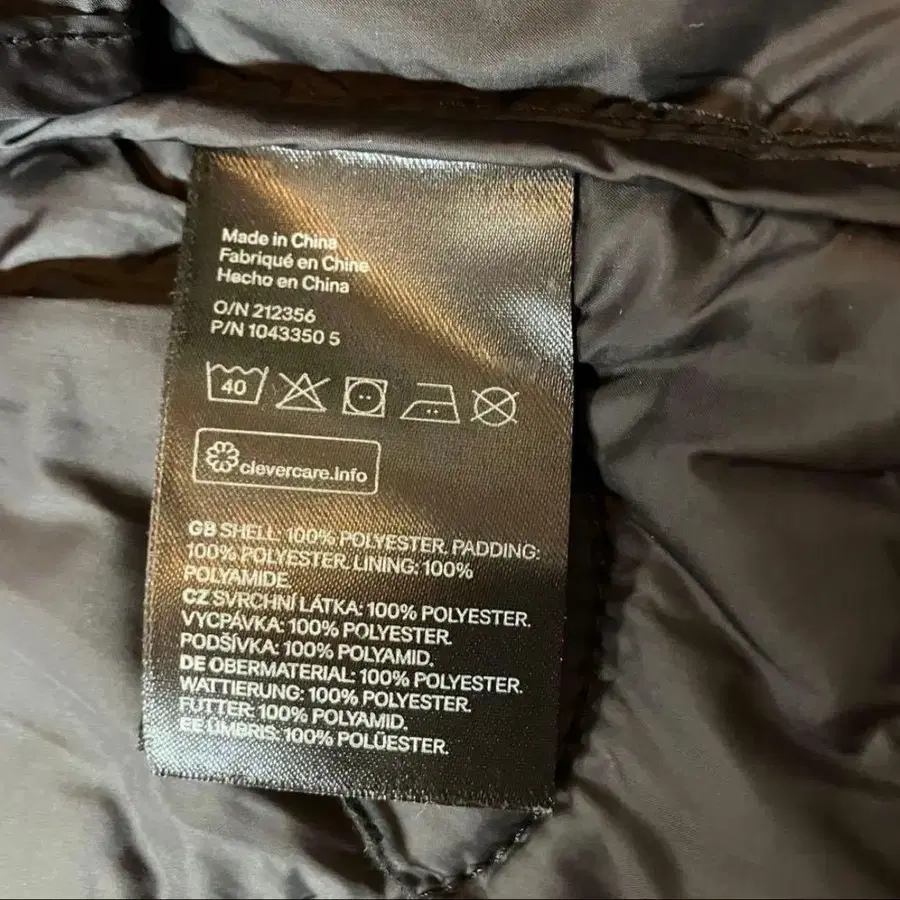 Made in China
Fabriqué en Chine
Hecho en China
O/N 212356
P/N 1043350 5
40
clevercare.info
GB SHELL: 100% POLYESTER. PADDING:
100% POLYESTER. LINING: 100%
POLYAMIDE.
CZ SVRCHNÍ LÁTKA: 100% POLYESTER.
VYCPÁVKA: 100% POLYESTER.
PODŠÍVKA: 100% POLYAMID.
DE OBERMATERIAL: 100% POLYESTER.
WATTIERUNG: 100% POLYESTER.
FUTTER: 100% POLYAMID.
EE ÜMBRIS: 100% POLÜESTER.